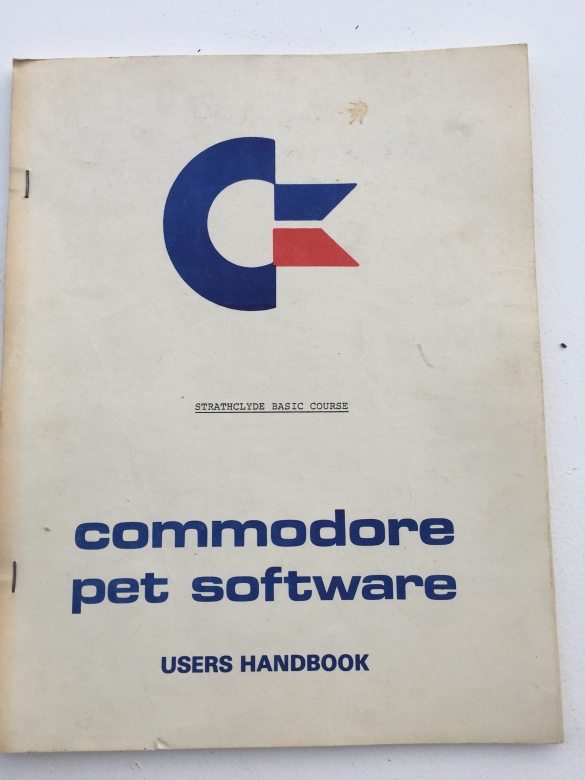 STRATHCLYDE BASIC COURSE
commodore
pet software
USERS HANDBOOK